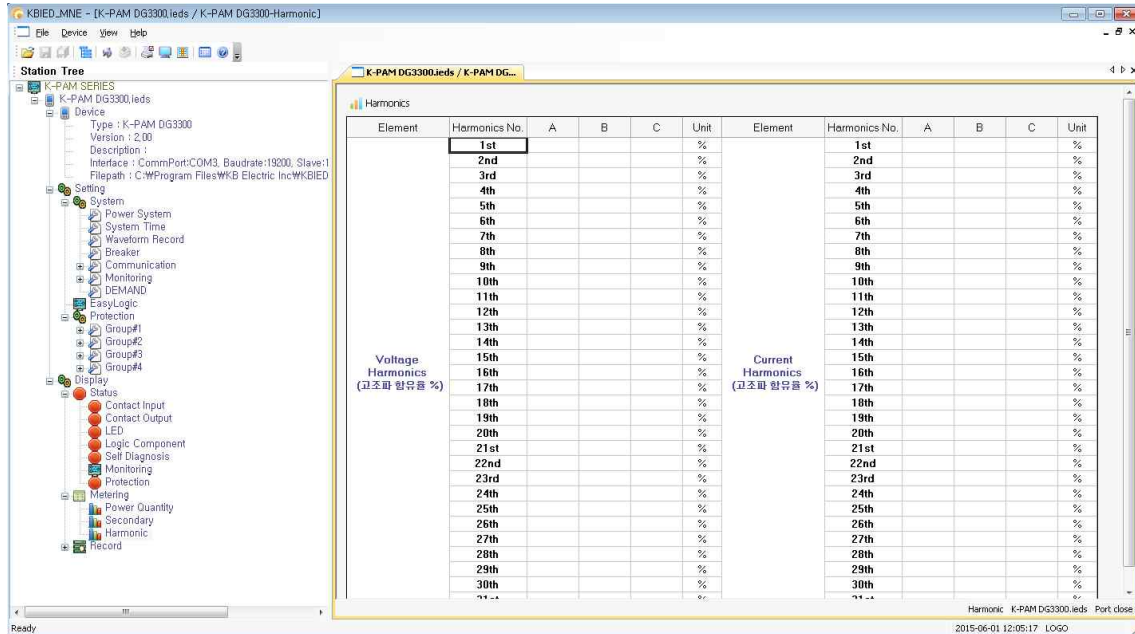 KBIED_MNE - [K-PAM DG3300.ieds / K-PAM DG3300-Harmonic]
File Device View Help
Station Tree
K-PAM SERIES
K-PAM DG3300.ieds
Device
Type : K-PAM DG3300
Version : 2.00
Description :
Interface : CommPort:COM3, Baudrate:19200, Slave:1
Filepath : C:₩Program Files₩KB Electric Inc₩KBIED
Setting
System
Power System
System Time
Waveform Record
Breaker
Communication
Monitoring
DEMAND
EasyLogic
Protection
Group#1
Group#2
Group#3
Group#4
Display
Status
Contact Input
Contact Output
LED
Logic Component
Self Diagnosis
Monitoring
Protection
Metering
Power Quantity
Secondary
Harmonic
Record
K-PAM DG3300.ieds / K-PAM DG...
Harmonics
Element Harmonics No. A B C Unit Element Harmonics No. A B C Unit
1st % 1st %
2nd % 2nd %
3rd % 3rd %
4th % 4th %
5th % 5th %
6th % 6th %
7th % 7th %
8th % 8th %
9th % 9th %
10th % 10th %
11th % 11th %
12th % 12th %
13th % 13th %
14th % 14th %
Voltage 15th % Current 15th %
Harmonics 16th % Harmonics 16th %
(고조파 함유율 %) 17th % (고조파 함유율 %) 17th %
18th % 18th %
19th % 19th %
20th % 20th %
21st % 21st %
22nd % 22nd %
23rd % 23rd %
24th % 24th %
25th % 25th %
26th % 26th %
27th % 27th %
28th % 28th %
29th % 29th %
30th % 30th %
31st % 31st %
Harmonic K-PAM DG3300.ieds Port close
Ready 2015-06-01 12:05:17 LOGO